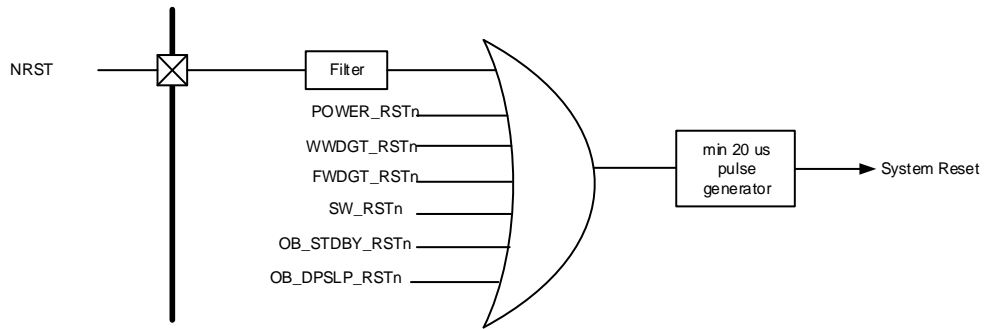 NRST
Filter
POWER_RSTn
WWDGT_RSTn
FWDGT_RSTn
SW_RSTn
OB_STDBY_RSTn
OB_DPSLP_RSTn
min 20 us
pulse
generator
System Reset